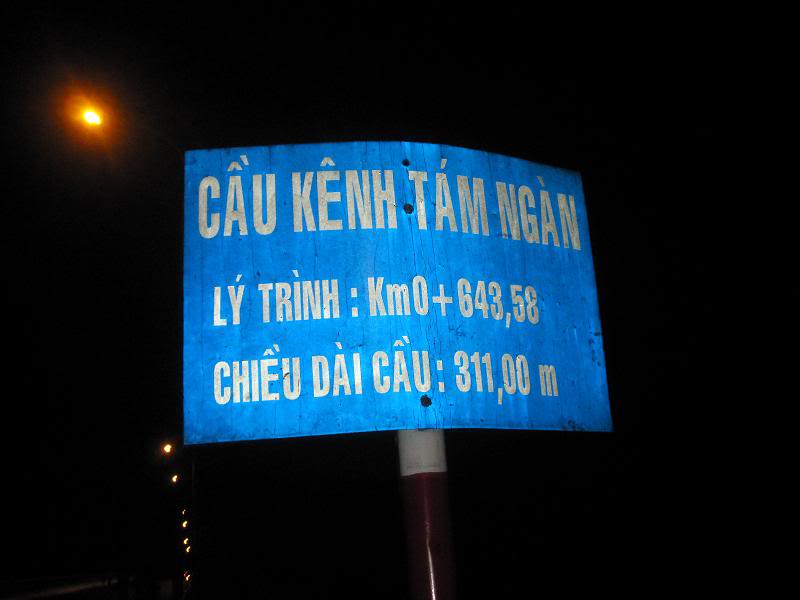 CẦU KÊNH TÁM NGÀN
LÝ TRÌNH : Km0+643,58
CHIỀU DÀI CẦU : 311,00 m